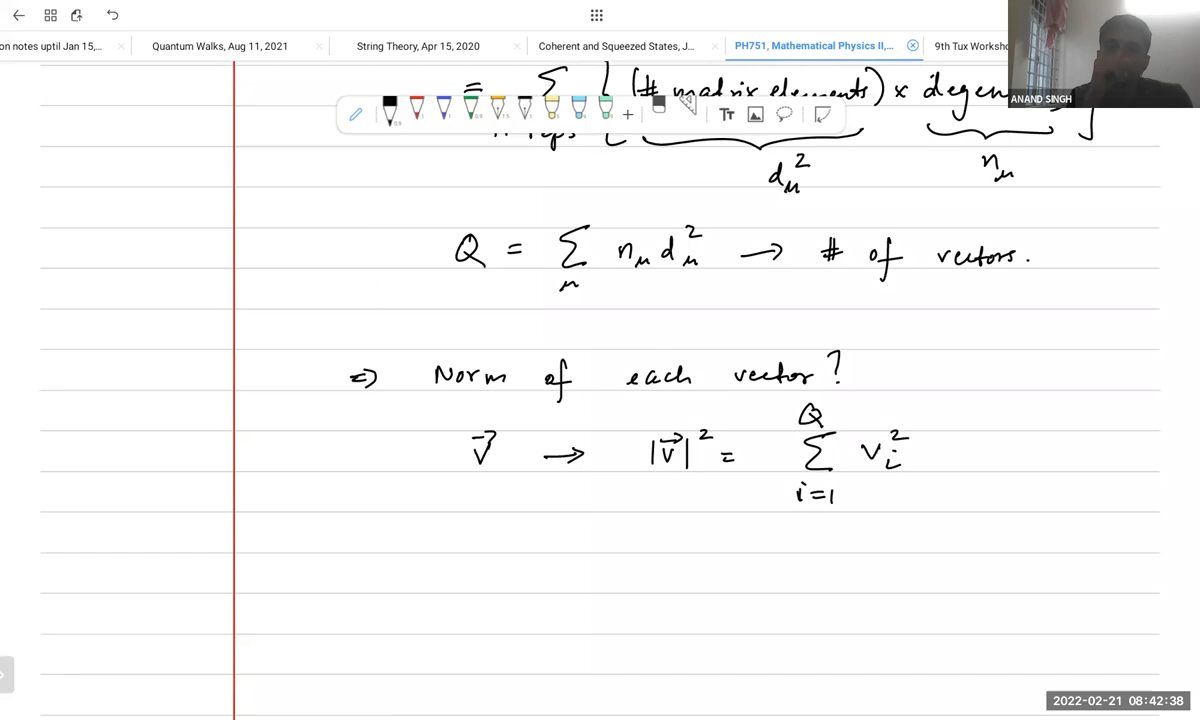 on notes uptil Jan 15,... Quantum Walks, Aug 11, 2021 String Theory, Apr 15, 2020 Coherent and Squeezed States, J... PH751, Mathematical Physics II,... 9th Tux Worksho
ANAND SINGH
= Σ [ (# matrix elements) × degen
TT
d_μ^2 n_μ
Q = Σ_μ n_μ d_μ^2 → # of vectors.
⇒ Norm of each vector?
V⃗ → |V⃗|^2 = Σ_{i=1}^{Q} v_i^2
2022-02-21 08:42:38